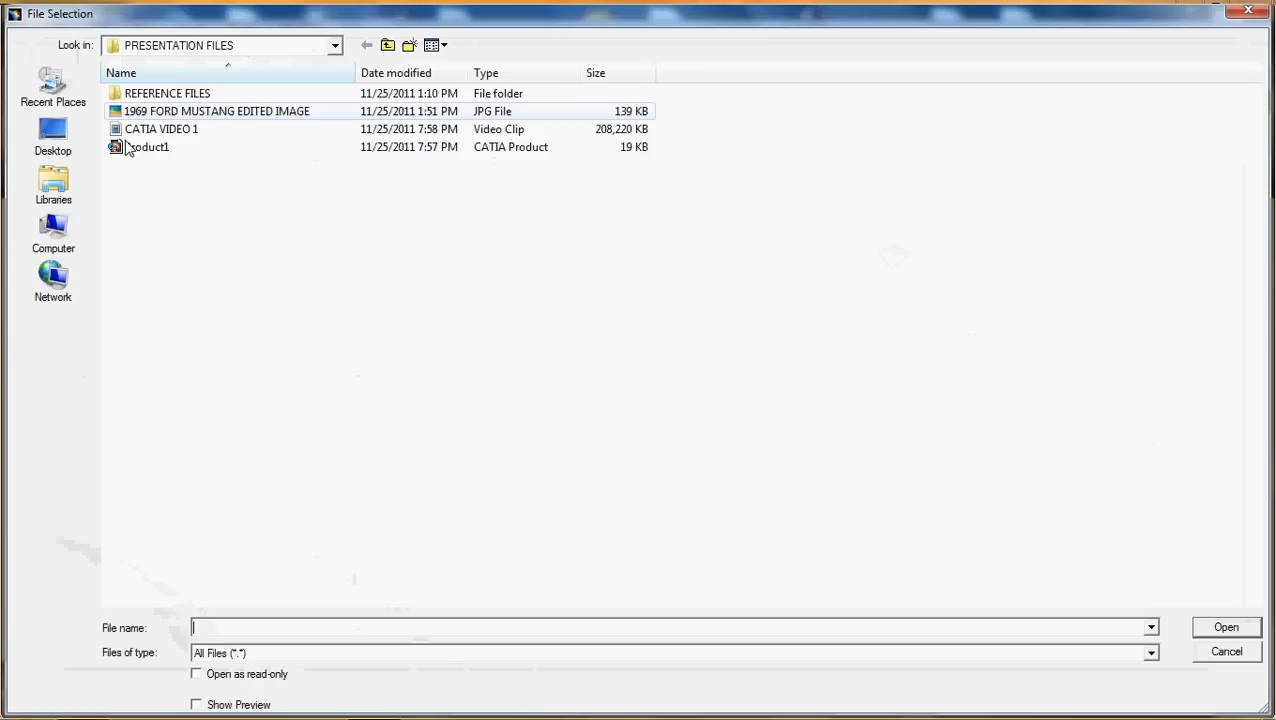 File Selection
Look in: PRESENTATION FILES
Name Date modified Type Size
REFERENCE FILES 11/25/2011 1:10 PM File folder
1969 FORD MUSTANG EDITED IMAGE 11/25/2011 1:51 PM JPG File 139 KB
CATIA VIDEO 1 11/25/2011 7:58 PM Video Clip 208,220 KB
Product1 11/25/2011 7:57 PM CATIA Product 19 KB
Recent Places
Desktop
Libraries
Computer
Network
File name: Open
Files of type: All Files (*.*) Cancel
Open as read-only
Show Preview